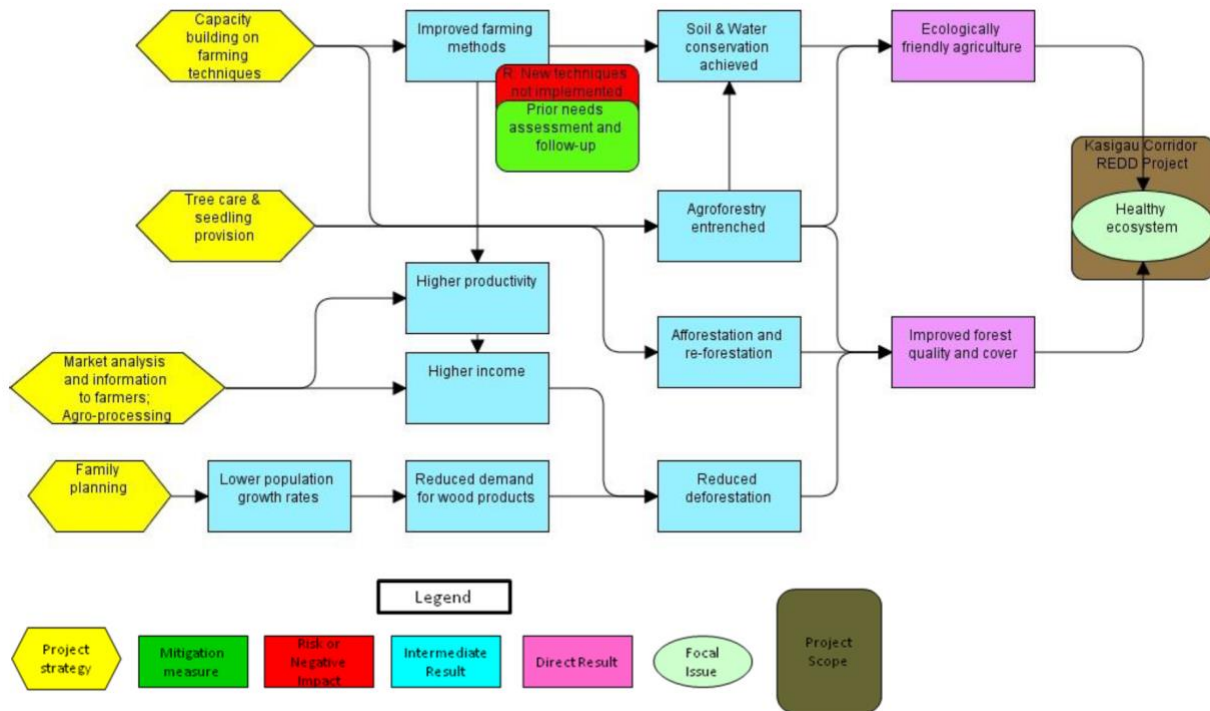 Capacity
building on
farming
techniques
Improved farming
methods
Soil & Water
conservation
achieved
Ecologically
friendly agriculture
R: New techniques
not implemented
Prior needs
assessment and
follow-up
Kasigau Corridor
REDD Project
Healthy
ecosystem
Tree care &
seedling
provision
Agroforestry
entrenched
Higher productivity
Afforestation and
re-forestation
Improved forest
quality and cover
Market analysis
and information
to farmers;
Agro-processing
Higher income
Family
planning
Lower population
growth rates
Reduced demand
for wood products
Reduced
deforestation
Legend
Project
strategy
Mitigation
measure
Risk or
Negative
Impact
Intermediate
Result
Direct Result
Focal
Issue
Project
Scope